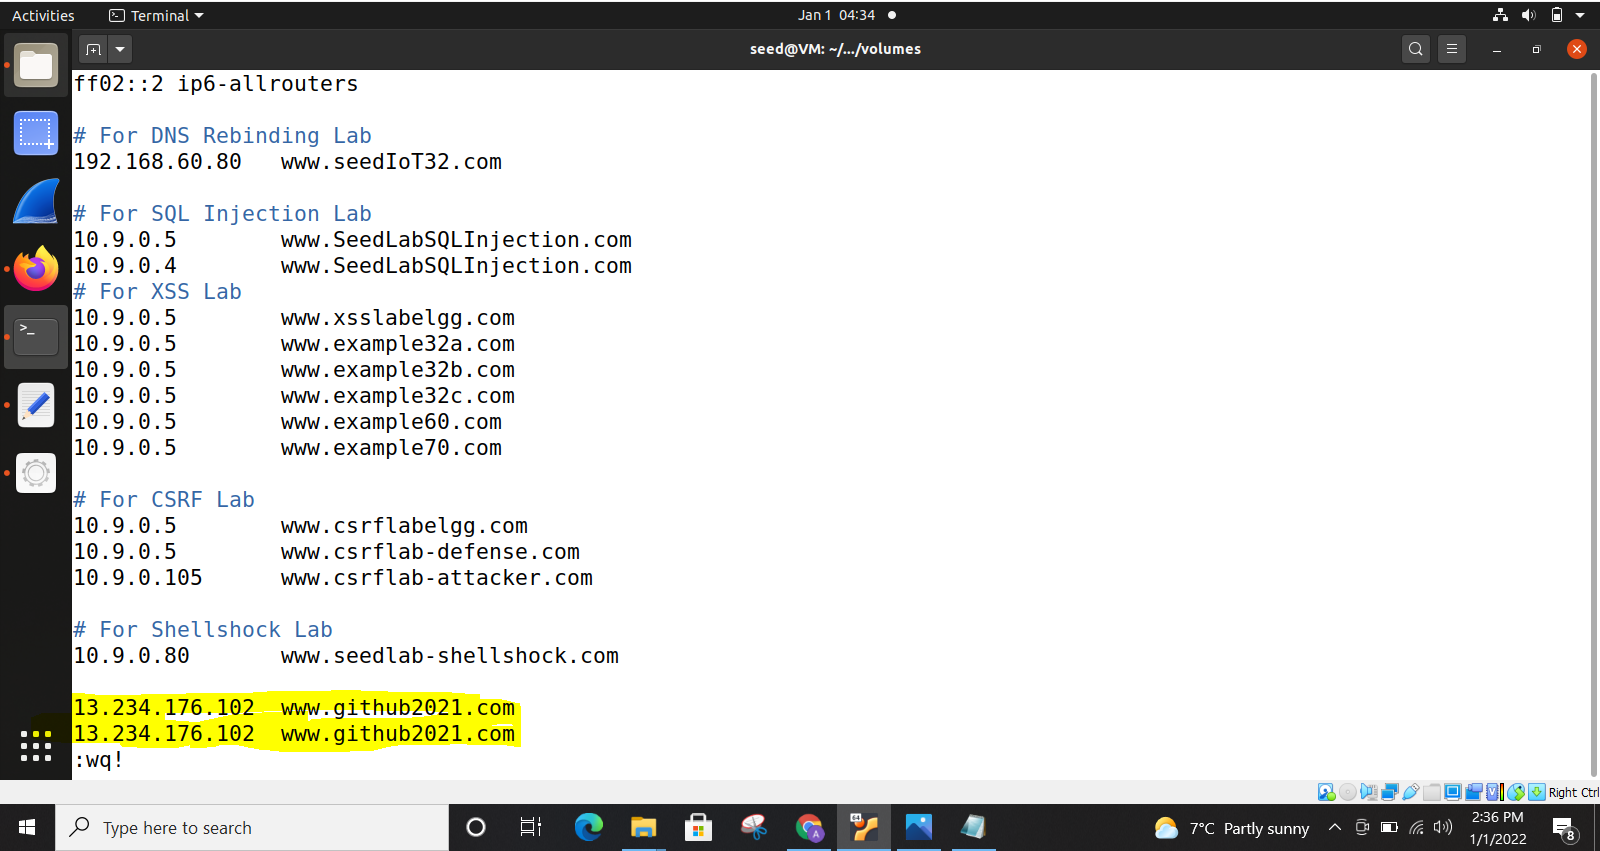 Activities
Terminal
Jan 1 04:34
seed@VM: ~/.../volumes
ff02::2 ip6-allrouters
# For DNS Rebinding Lab
192.168.60.80 www.seedIoT32.com
# For SQL Injection Lab
10.9.0.5 www.SeedLabSQLInjection.com
10.9.0.4 www.SeedLabSQLInjection.com
# For XSS Lab
10.9.0.5 www.xsslabelgg.com
10.9.0.5 www.example32a.com
10.9.0.5 www.example32b.com
10.9.0.5 www.example32c.com
10.9.0.5 www.example60.com
10.9.0.5 www.example70.com
# For CSRF Lab
10.9.0.5 www.csrflabelgg.com
10.9.0.5 www.csrflab-defense.com
10.9.0.105 www.csrflab-attacker.com
# For Shellshock Lab
10.9.0.80 www.seedlab-shellshock.com
13.234.176.102 www.github2021.com
13.234.176.102 www.github2021.com
:wq!
Right Ctrl
Type here to search
A
64
7°C Partly sunny
2:36 PM
1/1/2022
8